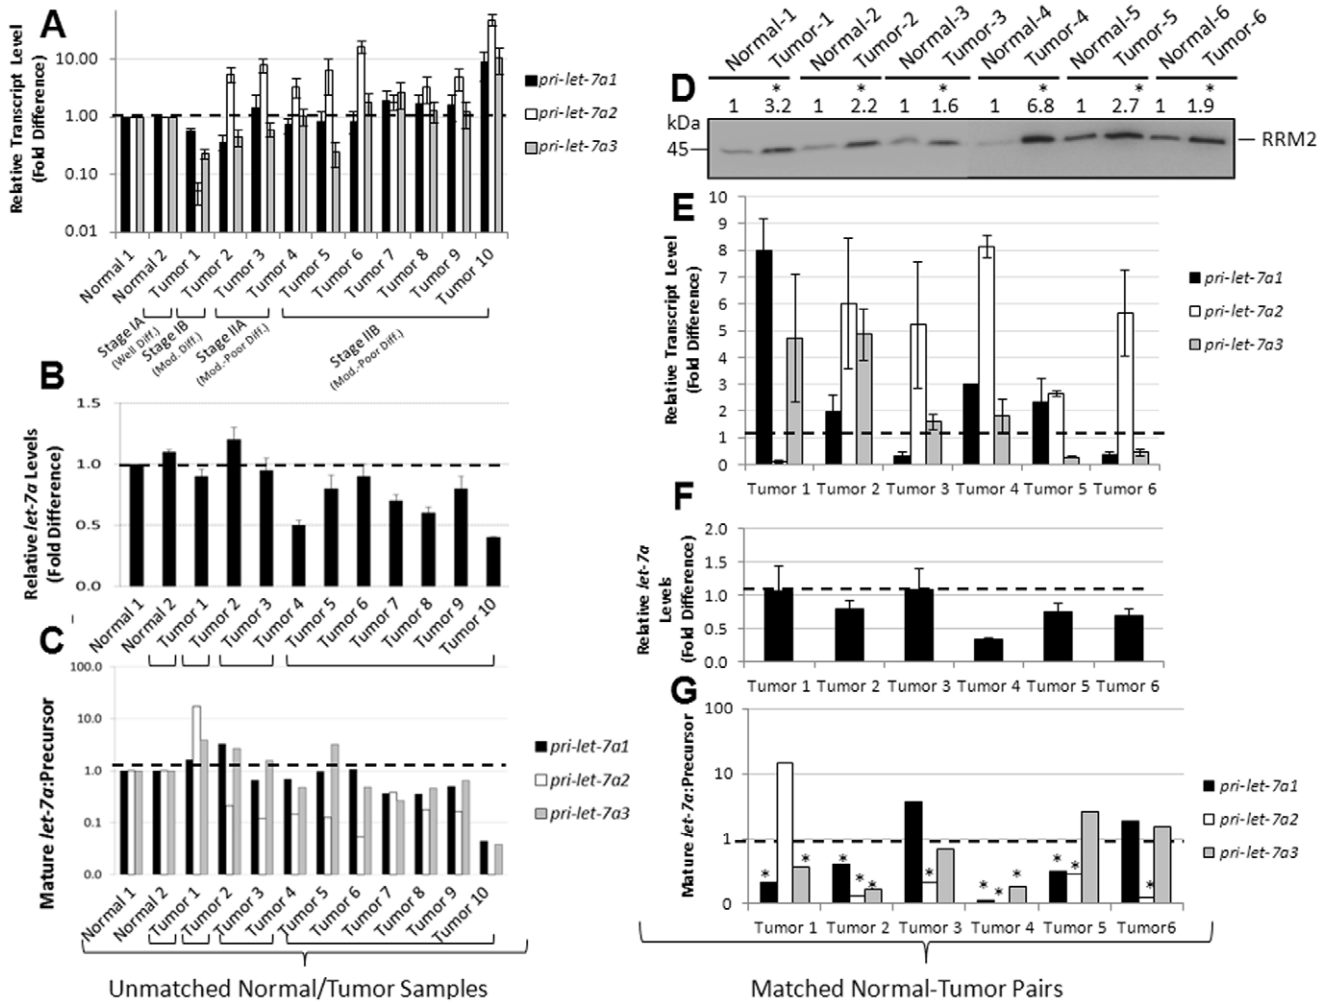 A
Relative Transcript Level
(Fold Difference)
10.00
1.00
0.10
0.01
pri-let-7a1
pri-let-7a2
pri-let-7a3
Normal 1
Normal 2
Tumor 1
Tumor 2
Tumor 3
Tumor 4
Tumor 5
Tumor 6
Tumor 7
Tumor 8
Tumor 9
Tumor 10
Stage IA
(Well Diff.)
Stage IB
(Mod. Diff.)
Stage IIA
(Mod.-Poor Diff.)
Stage IIB
(Mod.-Poor Diff.)
B
Relative let-7a Levels
(Fold Difference)
1.5
1.0
0.5
0.0
Normal 1
Normal 2
Tumor 1
Tumor 2
Tumor 3
Tumor 4
Tumor 5
Tumor 6
Tumor 7
Tumor 8
Tumor 9
Tumor 10
C
Mature let-7a:Precursor
100.0
10.0
1.0
0.1
0.0
pri-let-7a1
pri-let-7a2
pri-let-7a3
Normal 1
Normal 2
Tumor 1
Tumor 2
Tumor 3
Tumor 4
Tumor 5
Tumor 6
Tumor 7
Tumor 8
Tumor 9
Tumor 10
Unmatched Normal/Tumor Samples
D
Normal-1
Tumor-1
Normal-2
Tumor-2
Normal-3
Tumor-3
Normal-4
Tumor-4
Normal-5
Tumor-5
Normal-6
Tumor-6
* * * * * *
1 3.2 1 2.2 1 1.6 1 6.8 1 2.7 1 1.9
kDa
45
RRM2
E
Relative Transcript Level
(Fold Difference)
10
9
8
7
6
5
4
3
2
1
0
pri-let-7a1
pri-let-7a2
pri-let-7a3
Tumor 1 Tumor 2 Tumor 3 Tumor 4 Tumor 5 Tumor 6
F
Relative let-7a
Levels
(Fold Difference)
2.0
1.5
1.0
0.5
0.0
Tumor 1 Tumor 2 Tumor 3 Tumor 4 Tumor 5 Tumor 6
G
Mature let-7a:Precursor
100
10
1
0
* * * * * * * * * * * * *
pri-let-7a1
pri-let-7a2
pri-let-7a3
Tumor 1 Tumor 2 Tumor 3 Tumor 4 Tumor 5 Tumor6
Matched Normal-Tumor Pairs